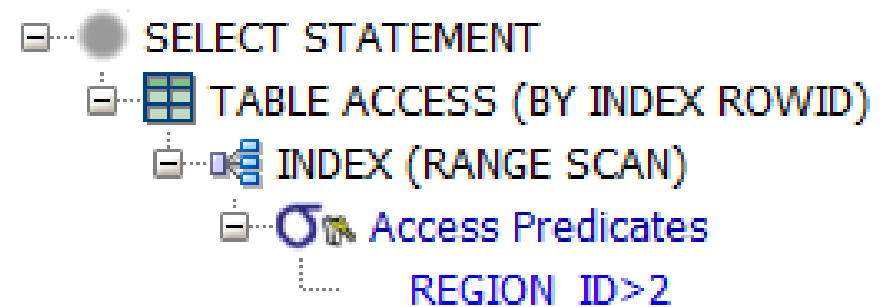 SELECT STATEMENT
TABLE ACCESS (BY INDEX ROWID)
INDEX (RANGE SCAN)
Access Predicates
REGION_ID>2